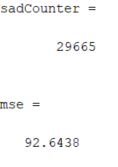 sadCounter =
29665
mse =
92.6438